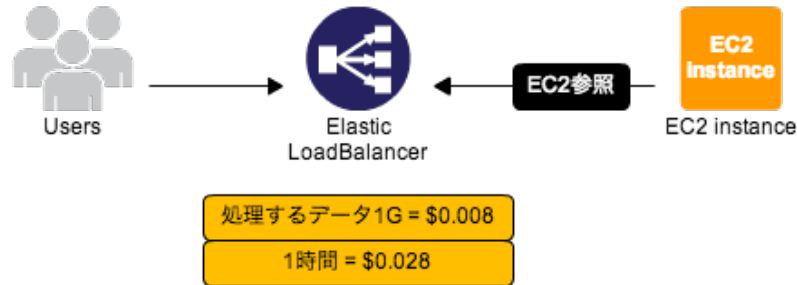 EC2
Instance
EC2参照
Users
Elastic
LoadBalancer
EC2 instance
処理するデータ1G = $0.008
1時間 = $0.028